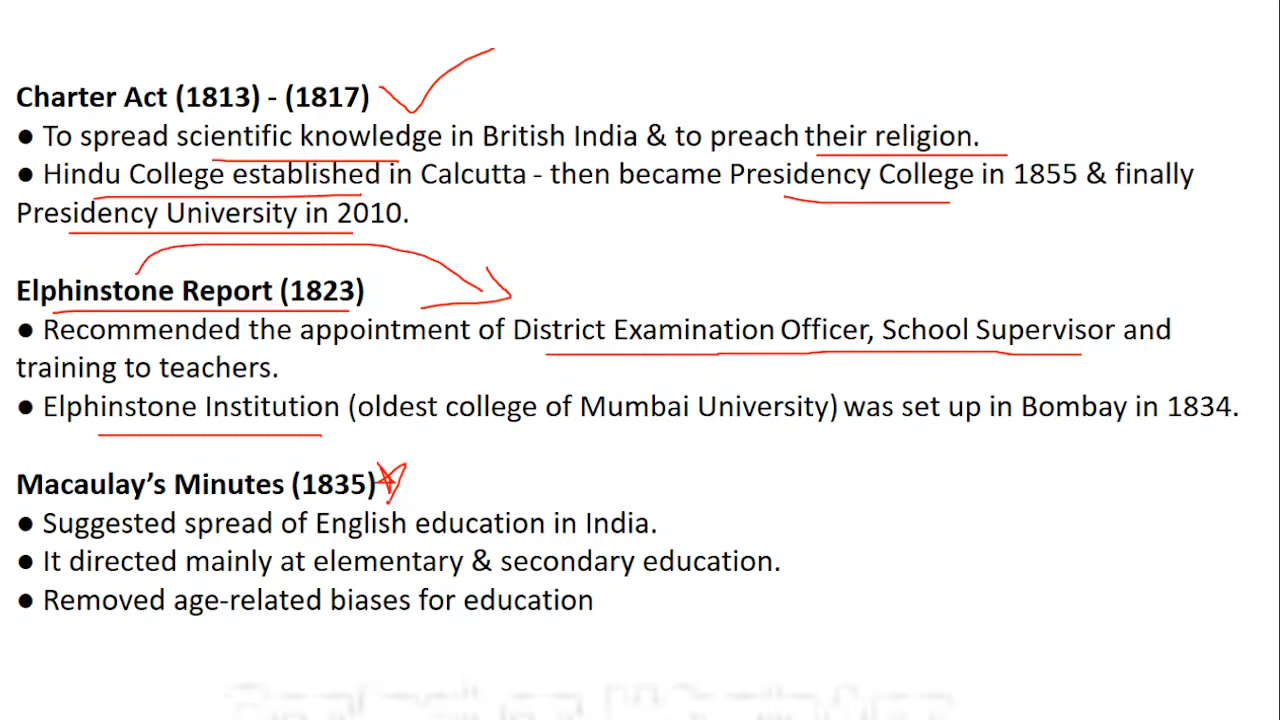 Charter Act (1813) - (1817)
● To spread scientific knowledge in British India & to preach their religion.
● Hindu College established in Calcutta - then became Presidency College in 1855 & finally
Presidency University in 2010.
Elphinstone Report (1823)
● Recommended the appointment of District Examination Officer, School Supervisor and
training to teachers.
● Elphinstone Institution (oldest college of Mumbai University) was set up in Bombay in 1834.
Macaulay’s Minutes (1835)
● Suggested spread of English education in India.
● It directed mainly at elementary & secondary education.
● Removed age-related biases for education